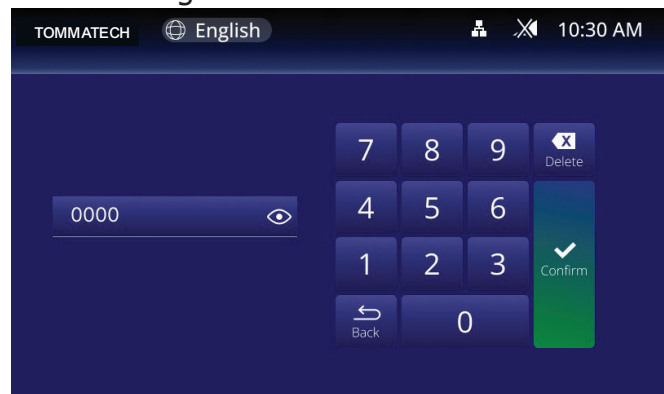 TOMMATECH English 10:30 AM
7 8 9 Delete
0000 4 5 6
1 2 3 Confirm
Back 0